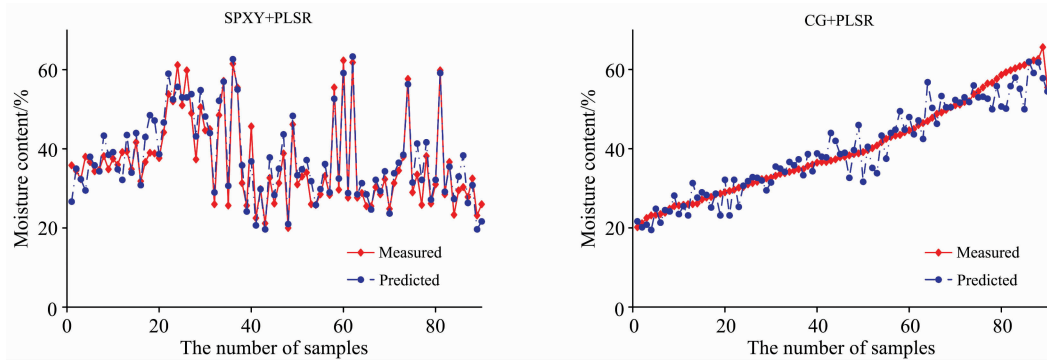 SPXY+PLSR
Moisture content/%
60
40
20
0
0
20
40
60
80
Measured
Predicted
The number of samples
CG+PLSR
Moisture content/%
60
40
20
0
0
20
40
60
80
Measured
Predicted
The number of samples